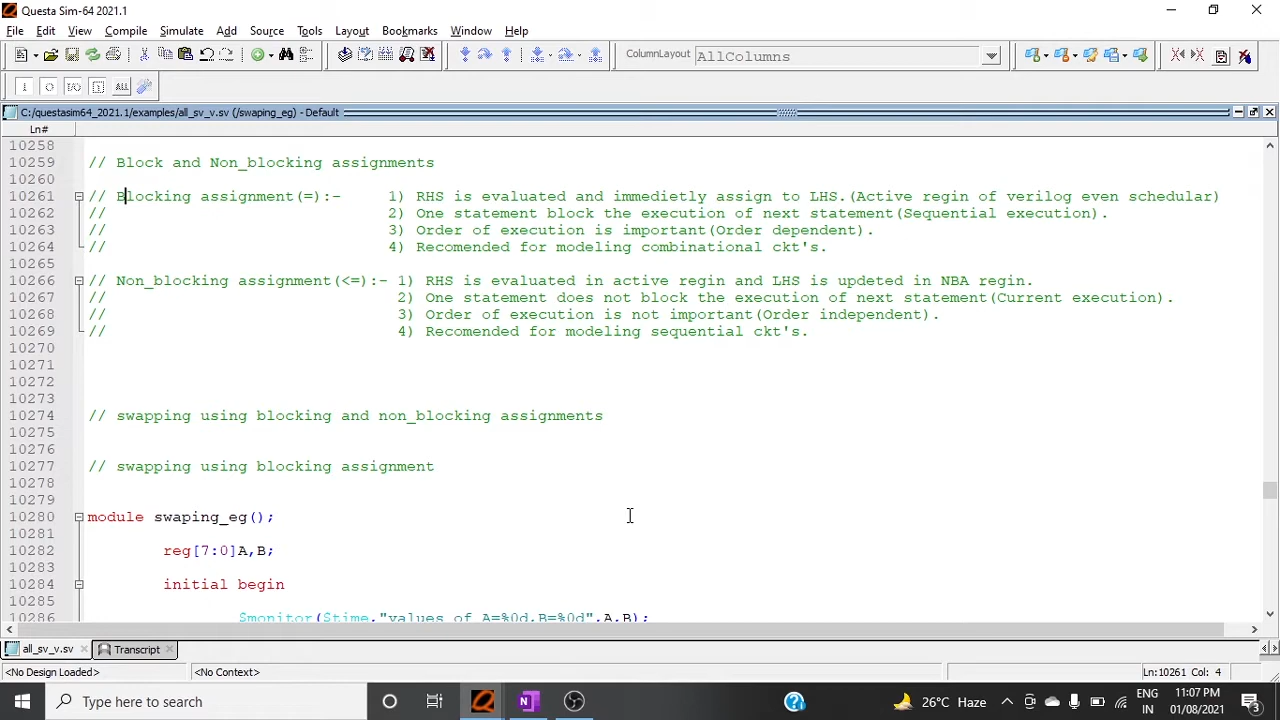 Questa Sim-64 2021.1
File Edit View Compile Simulate Add Source Tools Layout Bookmarks Window Help
ColumnLayout AllColumns
C:/questasim64_2021.1/examples/all_sv_v.sv (/swaping_eg) - Default
Ln#
10258
10259 // Block and Non_blocking assignments
10260
10261 // Blocking assignment(=):- 1) RHS is evaluated and immedietly assign to LHS.(Active regin of verilog even schedular)
10262 // 2) One statement block the execution of next statement(Sequential execution).
10263 // 3) Order of execution is important(Order dependent).
10264 // 4) Recomended for modeling combinational ckt's.
10265
10266 // Non_blocking assignment(<=):- 1) RHS is evaluated in active regin and LHS is updeted in NBA regin.
10267 // 2) One statement does not block the execution of next statement(Current execution).
10268 // 3) Order of execution is not important(Order independent).
10269 // 4) Recomended for modeling sequential ckt's.
10270
10271
10272
10273
10274 // swapping using blocking and non_blocking assignments
10275
10276
10277 // swapping using blocking assignment
10278
10279
10280 module swaping_eg();
10281
10282 reg[7:0]A,B;
10283
10284 initial begin
10285
10286 $monitor($time,"values of A=%0d,B=%0d",A,B);
all_sv_v.sv Transcript
<No Design Loaded> <No Context> Ln:10261 Col: 4
Type here to search 26°C Haze ENG IN 11:07 PM 01/08/2021 3